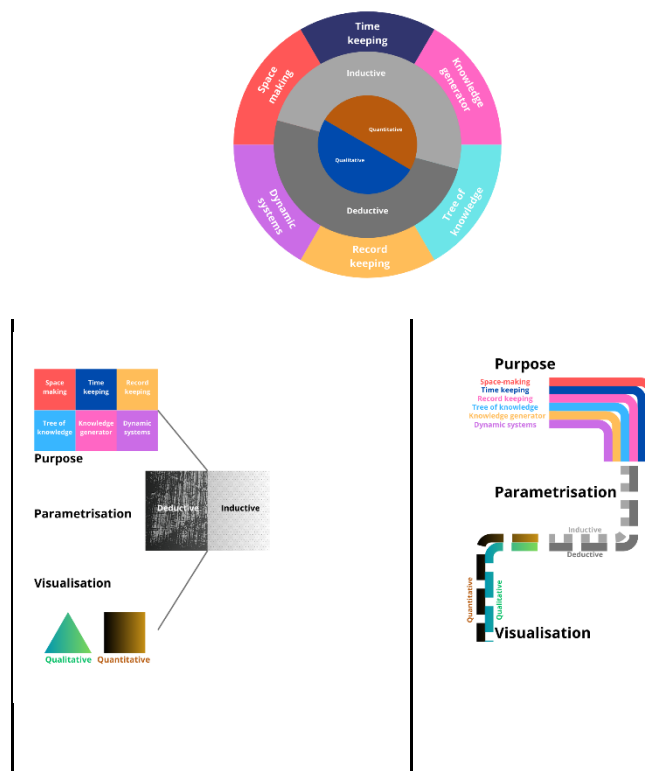 Time
keeping
Space
making
Knowledge
generator
Inductive
Quantitative
Qualitative
Deductive
Dynamic
systems
Tree of
knowledge
Record
keeping
Space
making
Time
keeping
Record
keeping
Tree of
knowledge
Knowledge
generator
Dynamic
systems
Purpose
Parametrisation
Deductive
Inductive
Visualisation
Qualitative
Quantitative
Purpose
Space-making
Time keeping
Record keeping
Tree of knowledge
Knowledge generator
Dynamic systems
Parametrisation
Inductive
Deductive
Quantitative
Qualitative
Visualisation